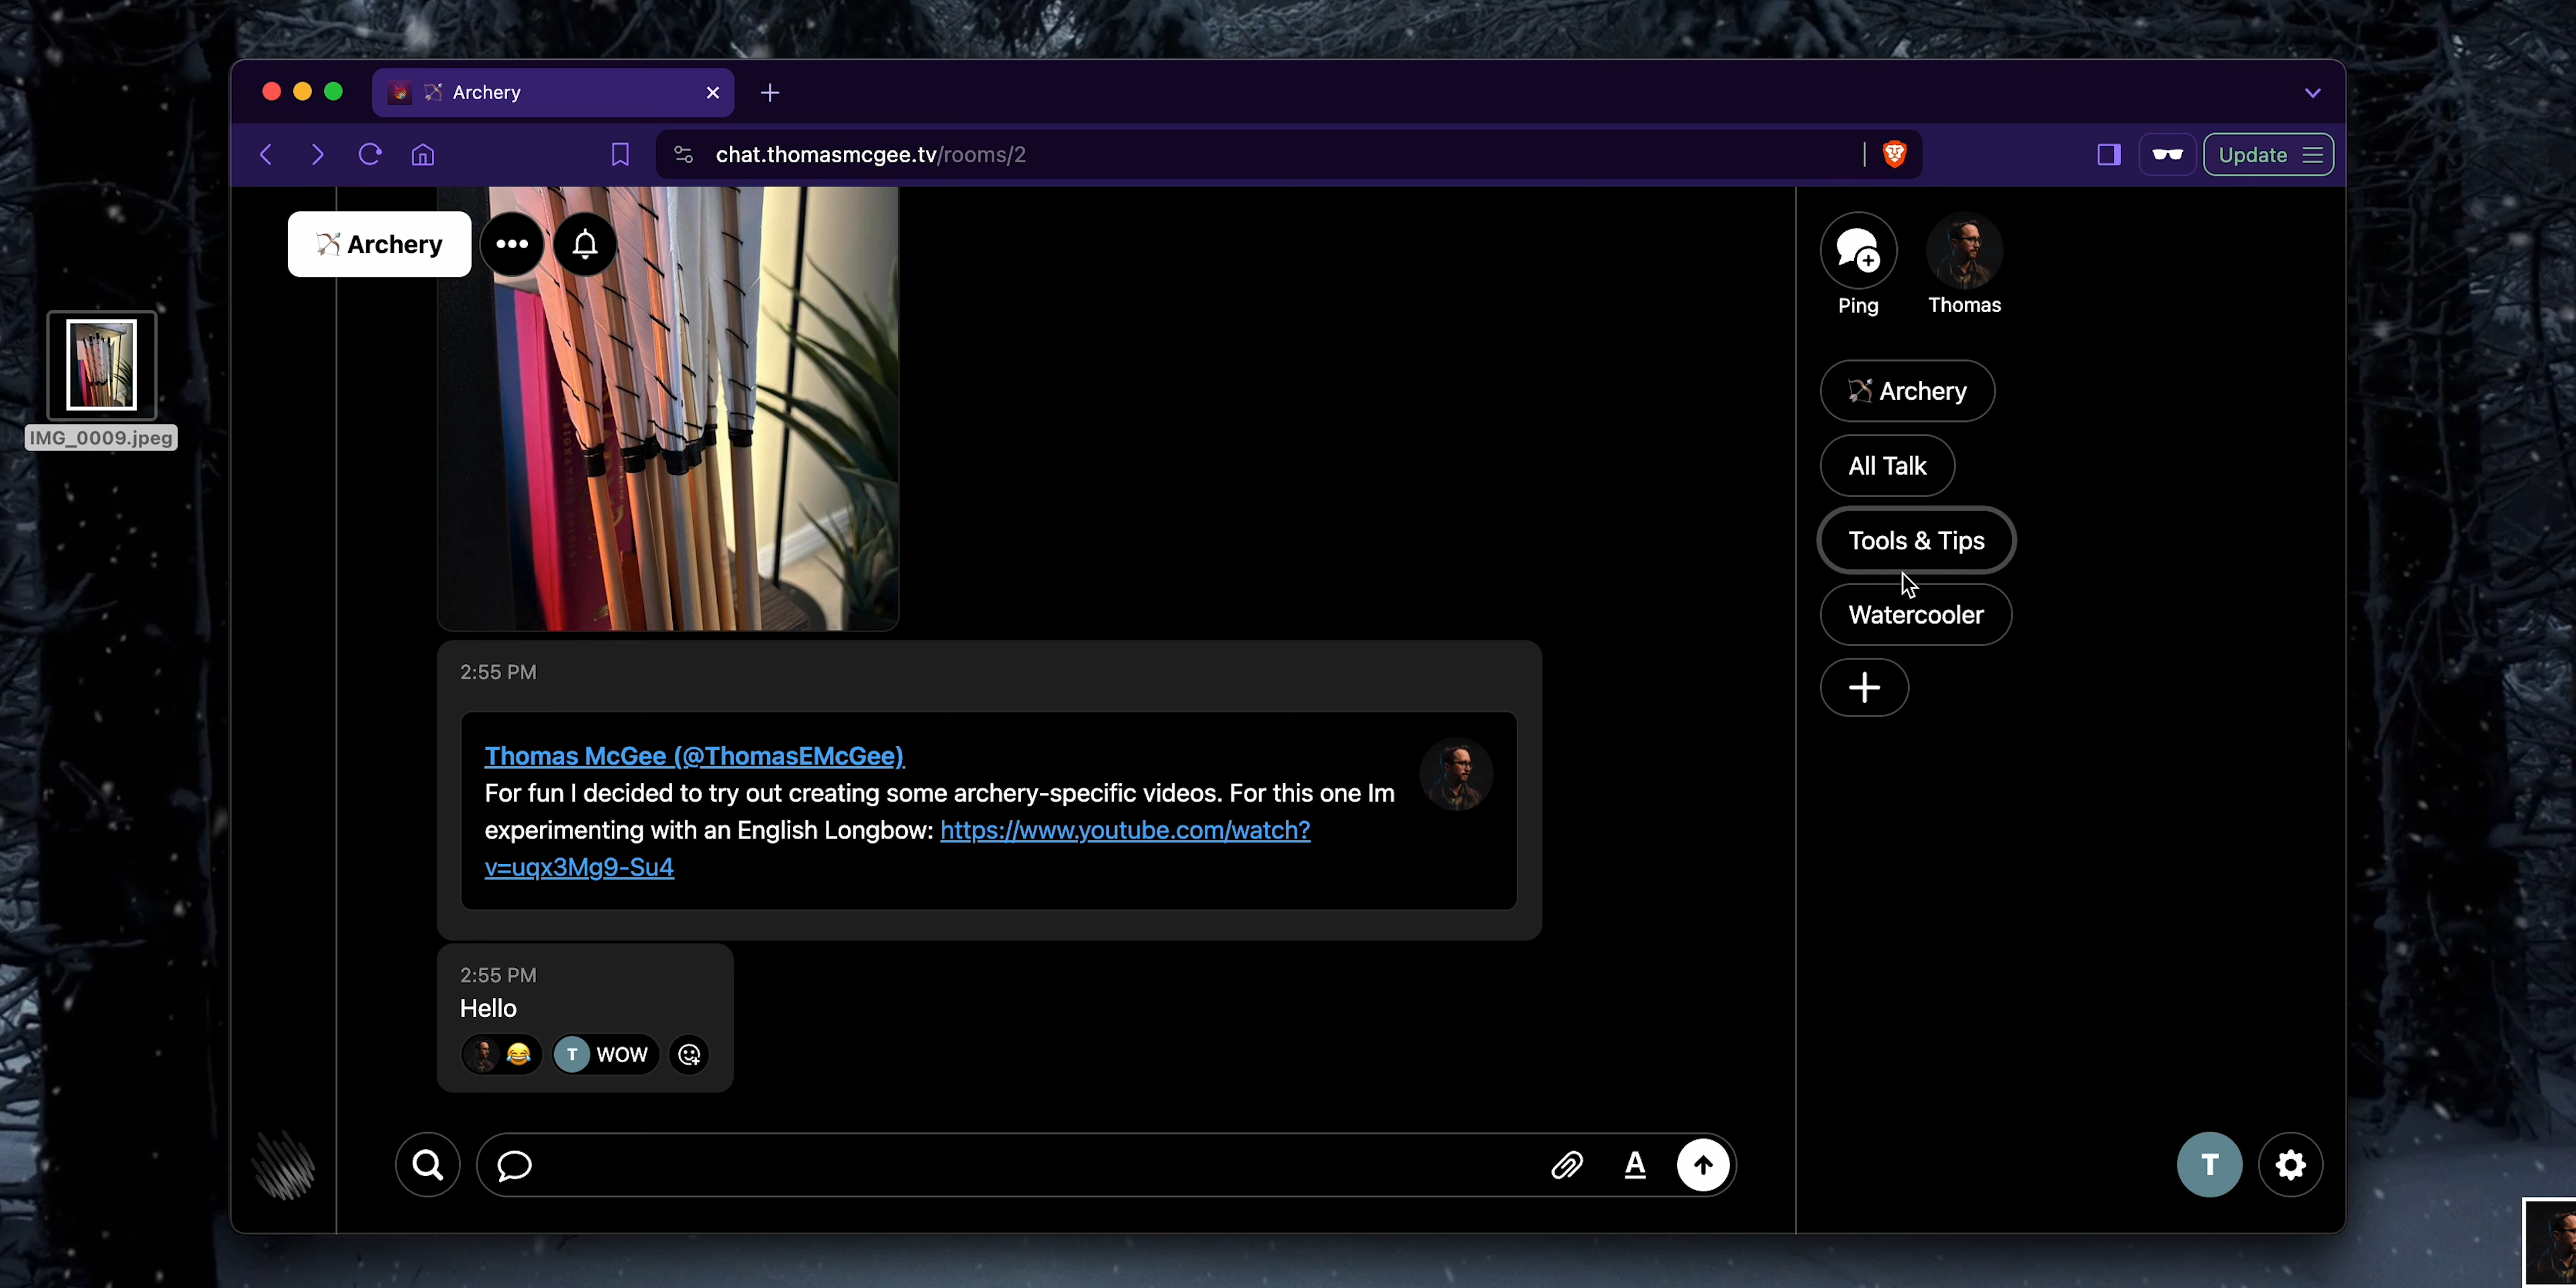 Archery
chat.thomasmcgee.tv/rooms/2
Update
Archery
Ping
Thomas
IMG_0009.jpeg
Archery
All Talk
Tools & Tips
Watercooler
2:55 PM
Thomas McGee (@ThomasEMcGee)
For fun I decided to try out creating some archery-specific videos. For this one Im
experimenting with an English Longbow: https://www.youtube.com/watch?
v=uqx3Mg9-Su4
2:55 PM
Hello
T WOW
A
T